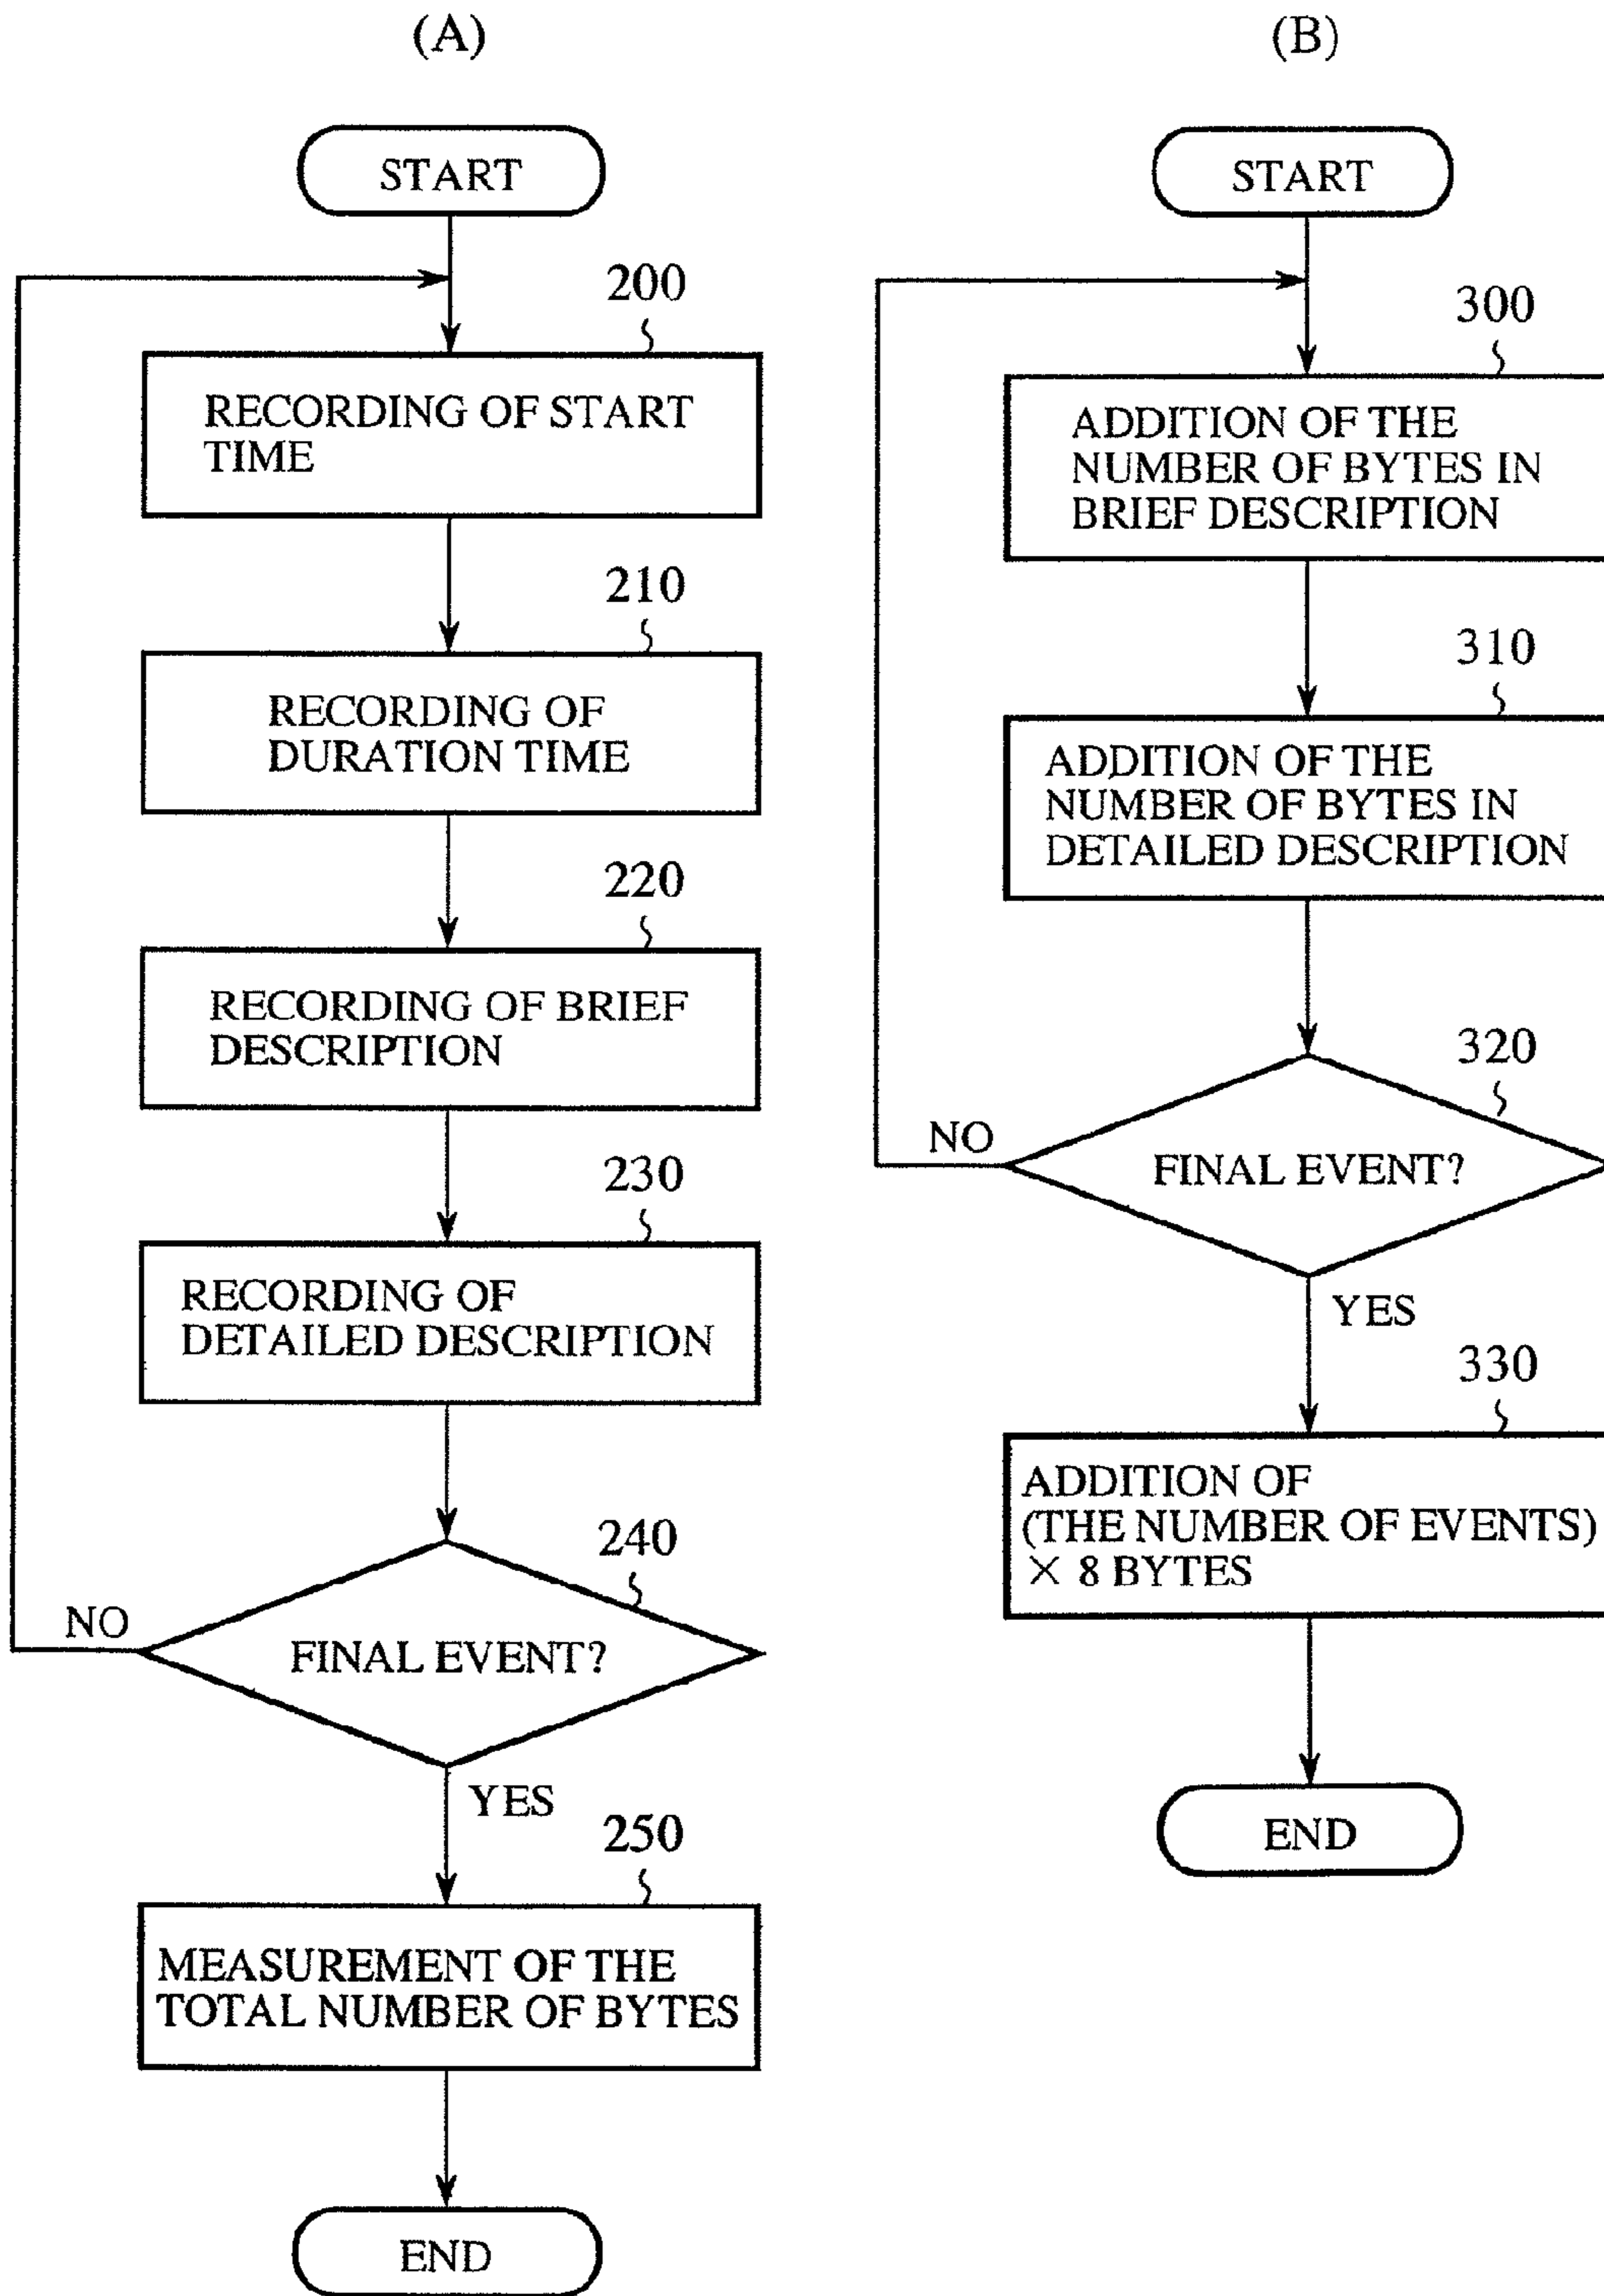 (A)
START
200
RECORDING OF START
TIME
210
RECORDING OF
DURATION TIME
220
RECORDING OF BRIEF
DESCRIPTION
230
RECORDING OF
DETAILED DESCRIPTION
240
NO
FINAL EVENT?
YES
250
MEASUREMENT OF THE
TOTAL NUMBER OF BYTES
END
(B)
START
300
ADDITION OF THE
NUMBER OF BYTES IN
BRIEF DESCRIPTION
310
ADDITION OF THE
NUMBER OF BYTES IN
DETAILED DESCRIPTION
320
NO
FINAL EVENT?
YES
330
ADDITION OF
(THE NUMBER OF EVENTS)
× 8 BYTES
END